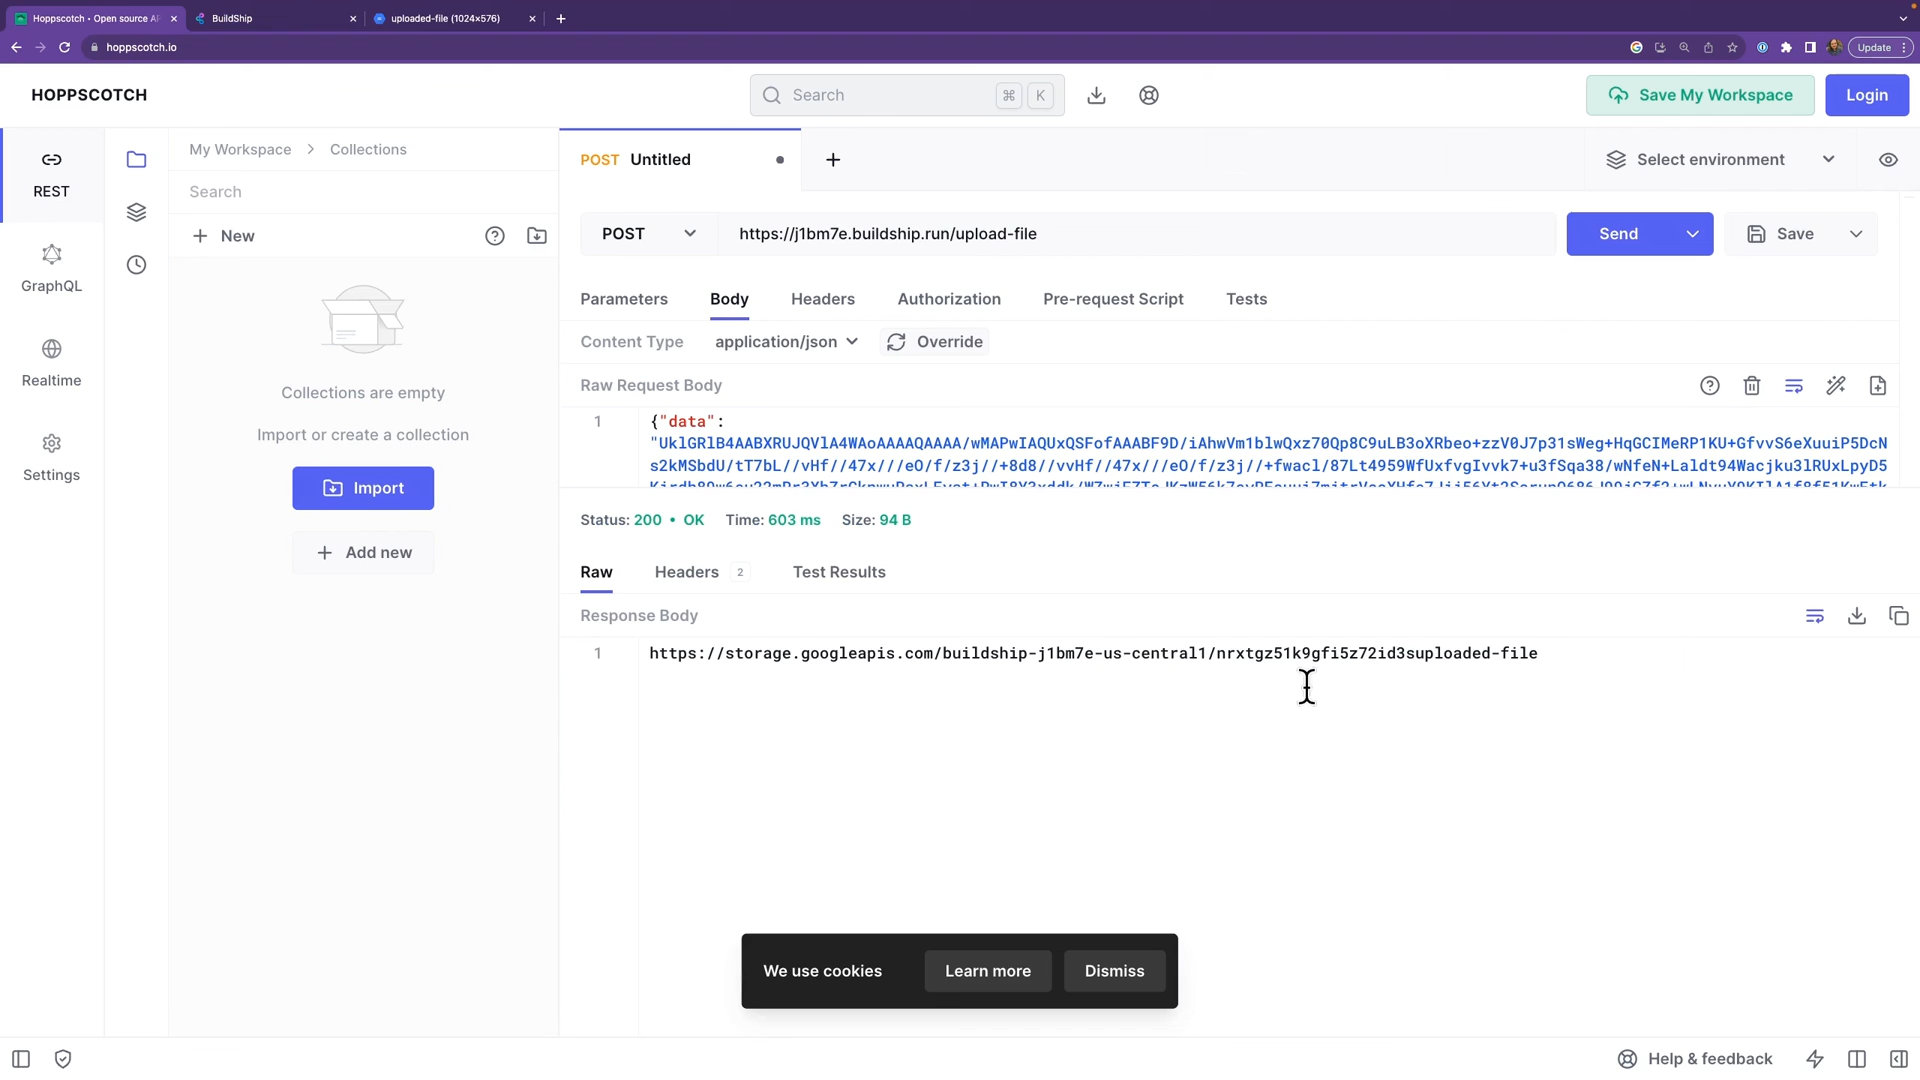 Hoppscotch • Open source AP
BuildShip
uploaded-file (1024×576)
hoppscotch.io
Update
HOPPSCOTCH
Search
⌘
K
Save My Workspace
Login
REST
GraphQL
Realtime
Settings
My Workspace > Collections
Search
+ New
Collections are empty
Import or create a collection
Import
+ Add new
POST Untitled
Select environment
POST
https://j1bm7e.buildship.run/upload-file
Send
Save
Parameters
Body
Headers
Authorization
Pre-request Script
Tests
Content Type
application/json
Override
Raw Request Body
1
{"data":
"UklGRlB4AABXRUJQVlA4WAoAAAAQAAAA/wMAPwIAQUxQSFofAAABF9D/iAhwVm1blwQxz70Qp8C9uLB3oXRbeo+zzV0J7p31sWeg+HqGCIMeRP1KU+GfvvS6eXuuiP5DcN
s2kMSbdU/tT7bL//vHf//47x///eO/f/z3j//+8d8//vvHf//47x///eO/f/z3j//+fwacl/87Lt4959WfUxfvgIvvk7+u3fSqa38/wNfeN+Laldt94Wacjku3lRUxLpyD5
Status: 200 • OK
Time: 603 ms
Size: 94 B
Raw
Headers 2
Test Results
Response Body
1
https://storage.googleapis.com/buildship-j1bm7e-us-central1/nrxtgz51k9gfi5z72id3suploaded-file
We use cookies
Learn more
Dismiss
Help & feedback